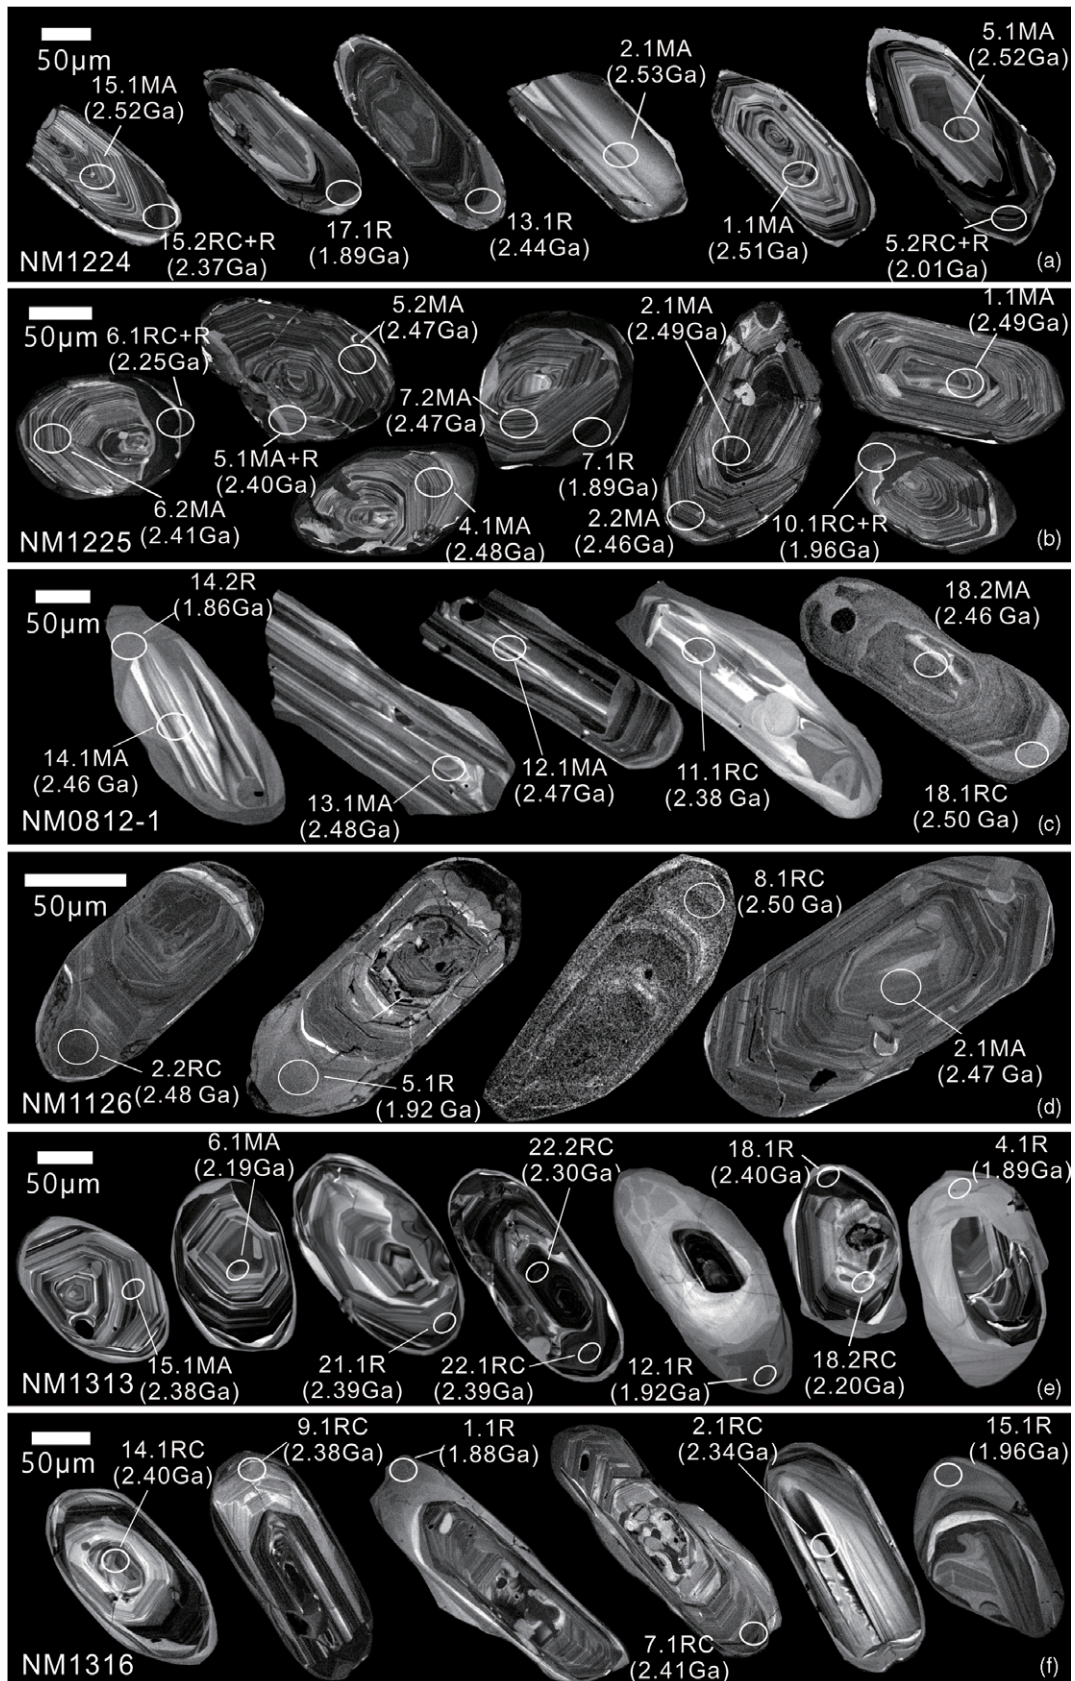 50μm
15.1MA
(2.52Ga)
15.2RC+R
(2.37Ga)
17.1R
(1.89Ga)
13.1R
(2.44Ga)
2.1MA
(2.53Ga)
1.1MA
(2.51Ga)
5.1MA
(2.52Ga)
5.2RC+R
(2.01Ga)
NM1224
(a)
50μm
6.1RC+R
(2.25Ga)
6.2MA
(2.41Ga)
5.2MA
(2.47Ga)
5.1MA+R
(2.40Ga)
4.1MA
(2.48Ga)
7.2MA
(2.47Ga)
7.1R
(1.89Ga)
2.1MA
(2.49Ga)
2.2MA
(2.46Ga)
1.1MA
(2.49Ga)
10.1RC+R
(1.96Ga)
NM1225
(b)
50μm
14.2R
(1.86Ga)
14.1MA
(2.46 Ga)
13.1MA
(2.48Ga)
12.1MA
(2.47Ga)
11.1RC
(2.38 Ga)
18.2MA
(2.46 Ga)
18.1RC
(2.50 Ga)
NM0812-1
(c)
50μm
2.2RC
(2.48 Ga)
5.1R
(1.92 Ga)
8.1RC
(2.50 Ga)
2.1MA
(2.47 Ga)
NM1126
(d)
50μm
15.1MA
(2.38Ga)
6.1MA
(2.19Ga)
21.1R
(2.39Ga)
22.2RC
(2.30Ga)
22.1RC
(2.39Ga)
12.1R
(1.92Ga)
18.1R
(2.40Ga)
18.2RC
(2.20Ga)
4.1R
(1.89Ga)
NM1313
(e)
50μm
14.1RC
(2.40Ga)
9.1RC
(2.38Ga)
1.1R
(1.88Ga)
7.1RC
(2.41Ga)
2.1RC
(2.34Ga)
15.1R
(1.96Ga)
NM1316
(f)